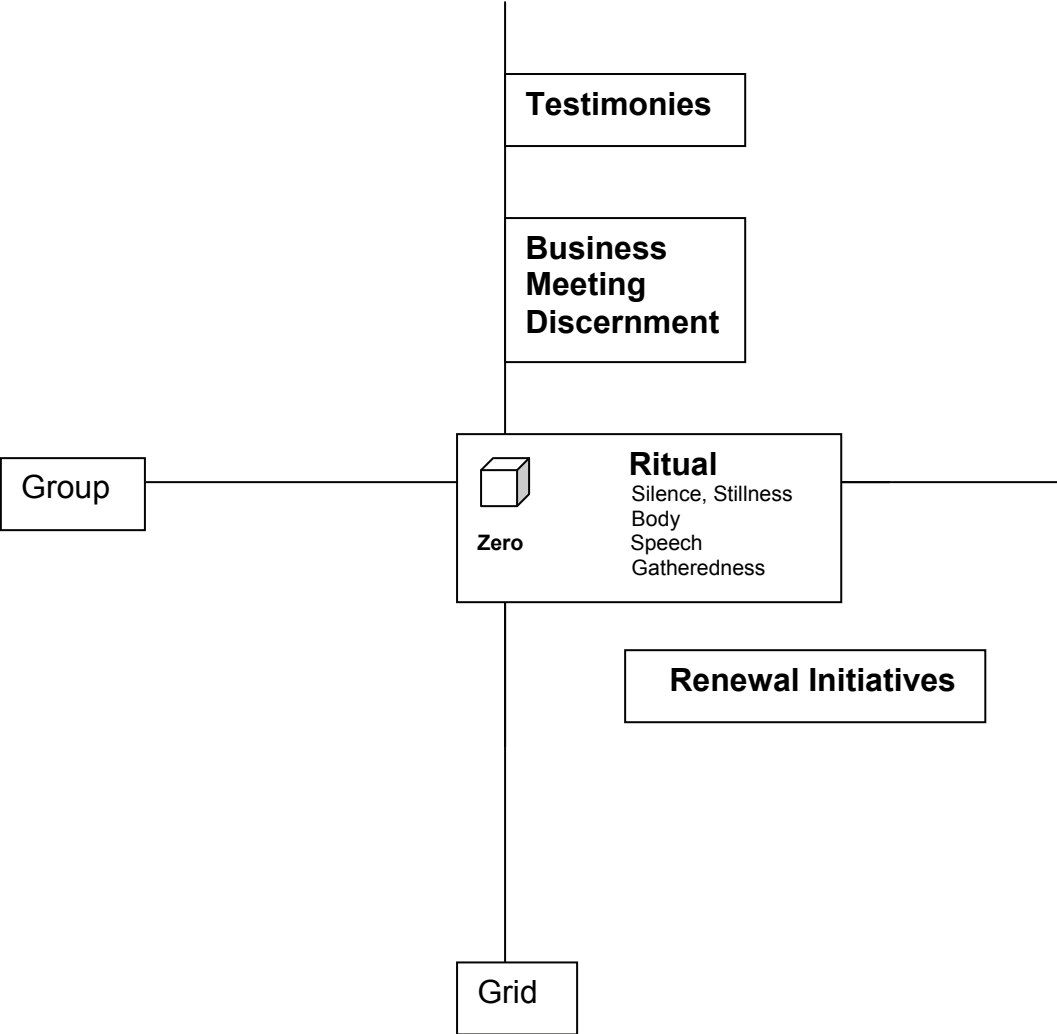 Testimonies
Business
Meeting
Discernment
Group
Zero
Ritual
Silence, Stillness
Body
Speech
Gatheredness
Renewal Initiatives
Grid